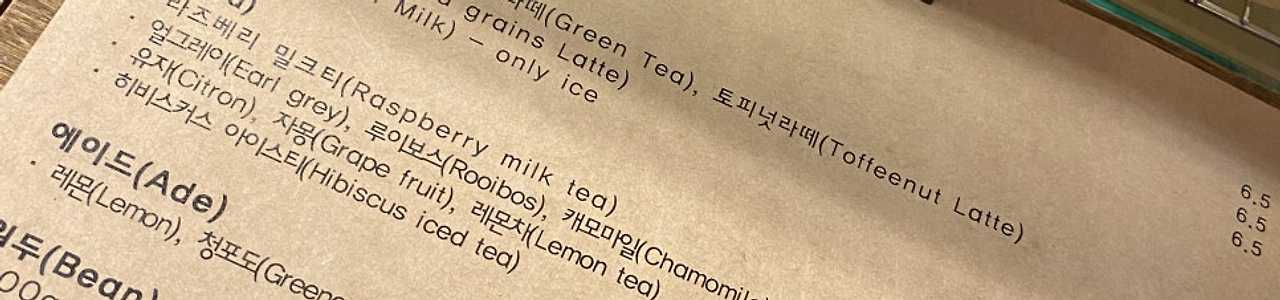 라떼(Green Tea), 토피넛라떼(Toffeenut Latte) 6.5
grains Latte) 6.5
Milk) – only ice 6.5
라즈베리 밀크티(Raspberry milk tea)
얼그레이(Earl grey), 루이보스(Rooibos), 캐모마일(Chamomile)
유자(Citron), 자몽(Grape fruit), 레몬차(Lemon tea)
· 히비스커스 아이스티(Hibiscus iced tea)
에이드(Ade)
· 레몬(Lemon), 청포도(Greeng
원두(Bean)
00g